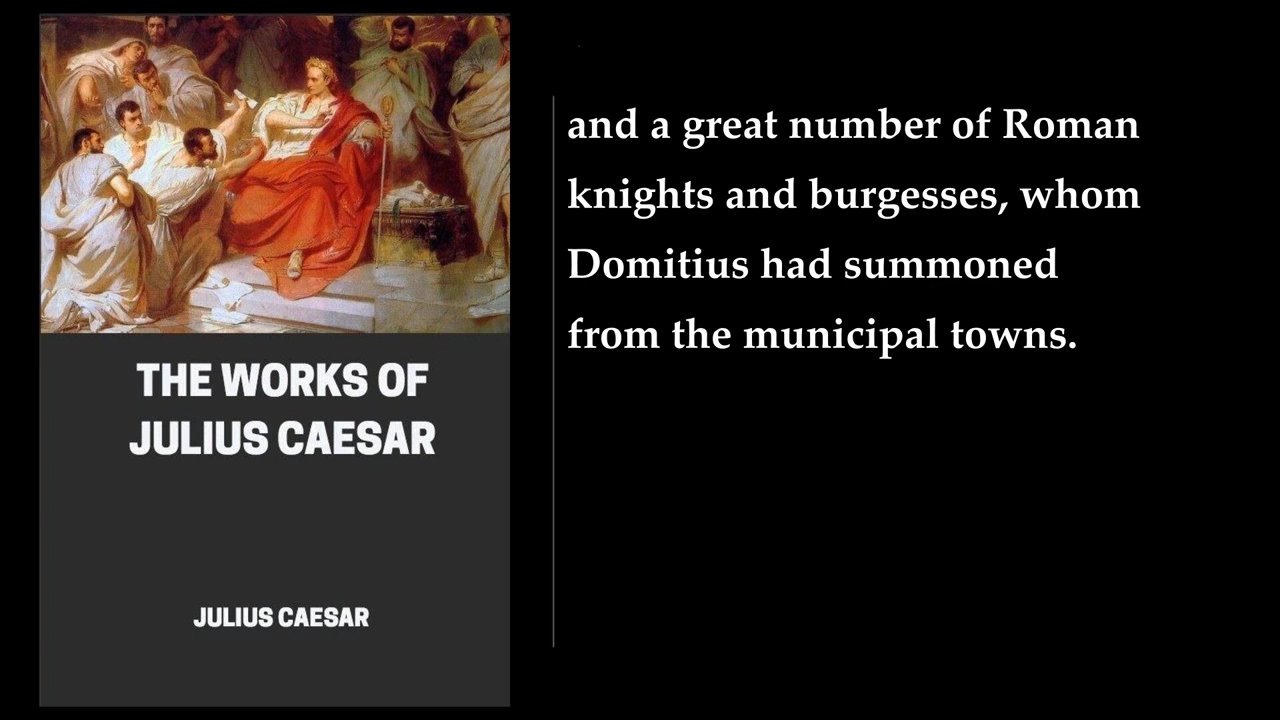 THE WORKS OF
JULIUS CAESAR
JULIUS CAESAR
and a great number of Roman
knights and burgesses, whom
Domitius had summoned
from the municipal towns.